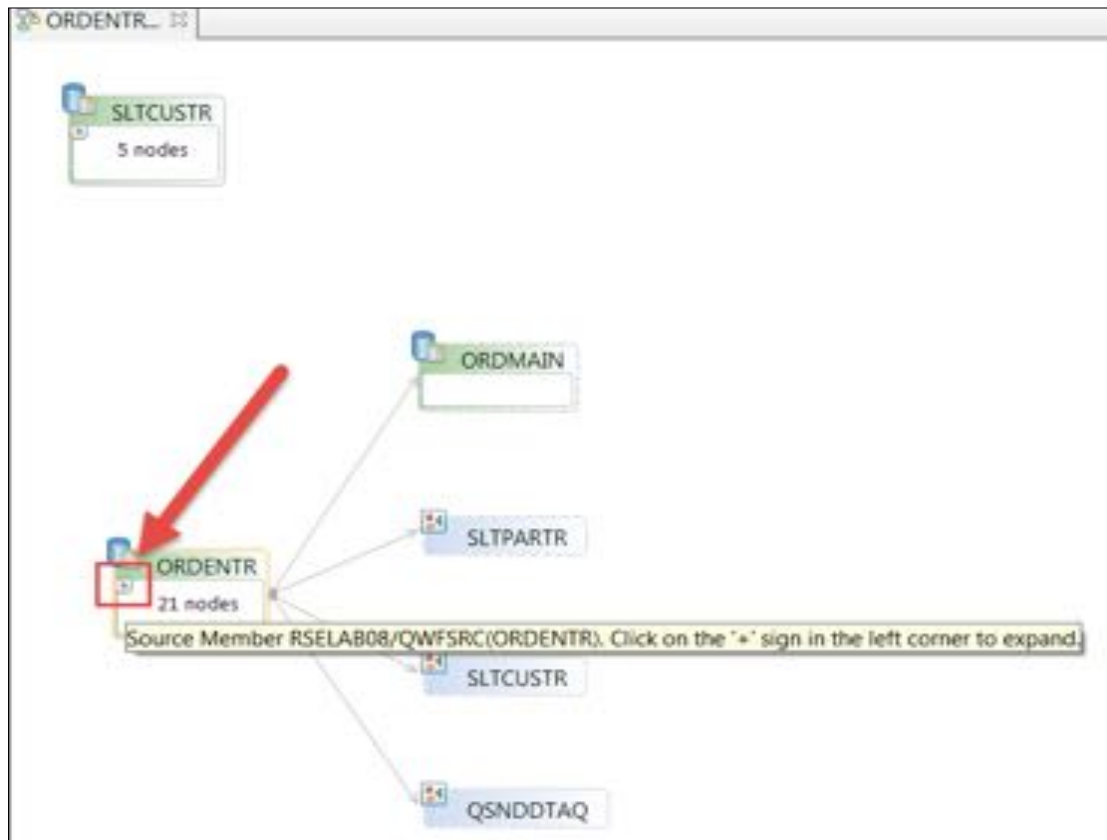 ORDENTR...
SLTCUSTR
5 nodes
ORDMAIN
SLTPARTR
ORDENTR
21 nodes
Source Member RSELAB08/QWFSRC(ORDENTR). Click on the '+' sign in the left corner to expand.
SLTCUSTR
QSNDDTAQ